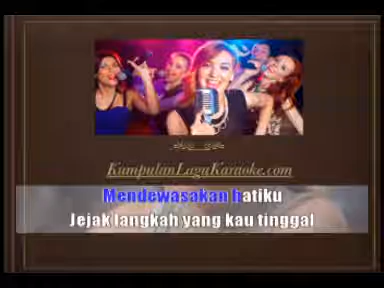 KumpulanLaguKaraoke.com
Mendewasakan hatiku
Jejak langkah yang kau tinggal